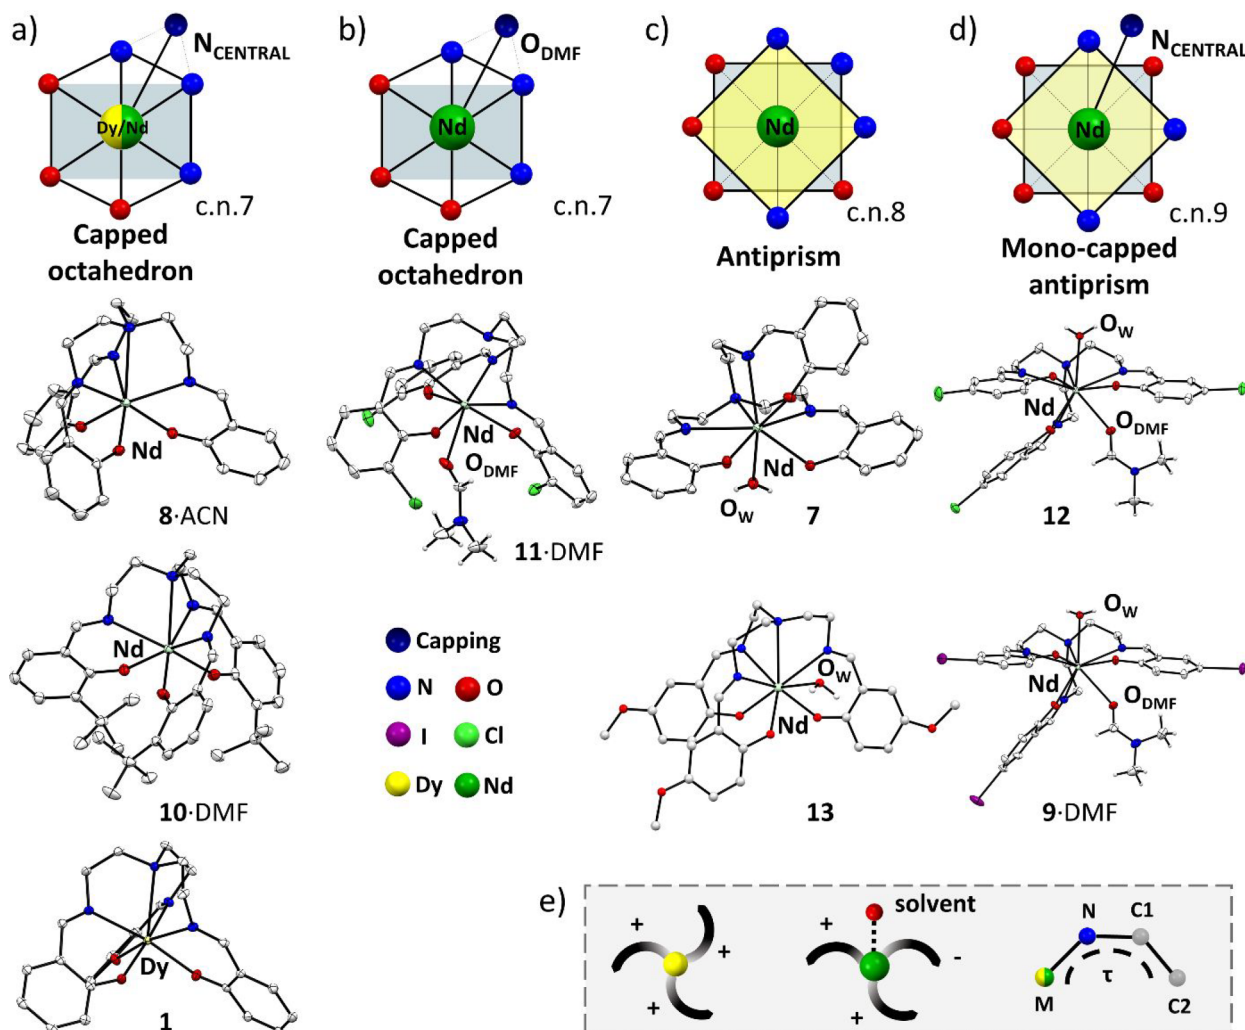 a)
N CENTRAL
Dy/Nd
c.n.7
Capped
octahedron
Nd
8·ACN
Nd
10·DMF
Dy
1
b)
O DMF
Nd
c.n.7
Capped
octahedron
Nd
O DMF
11·DMF
Capping
N
O
I
Cl
Dy
Nd
c)
Nd
c.n.8
Antiprism
Nd
O W
7
O W
Nd
13
d)
N CENTRAL
Nd
c.n.9
Mono-capped
antiprism
O W
Nd
O DMF
12
O W
Nd
O DMF
9·DMF
e)
+
+
+
solvent
+
-
+
N
C1
τ
M
C2